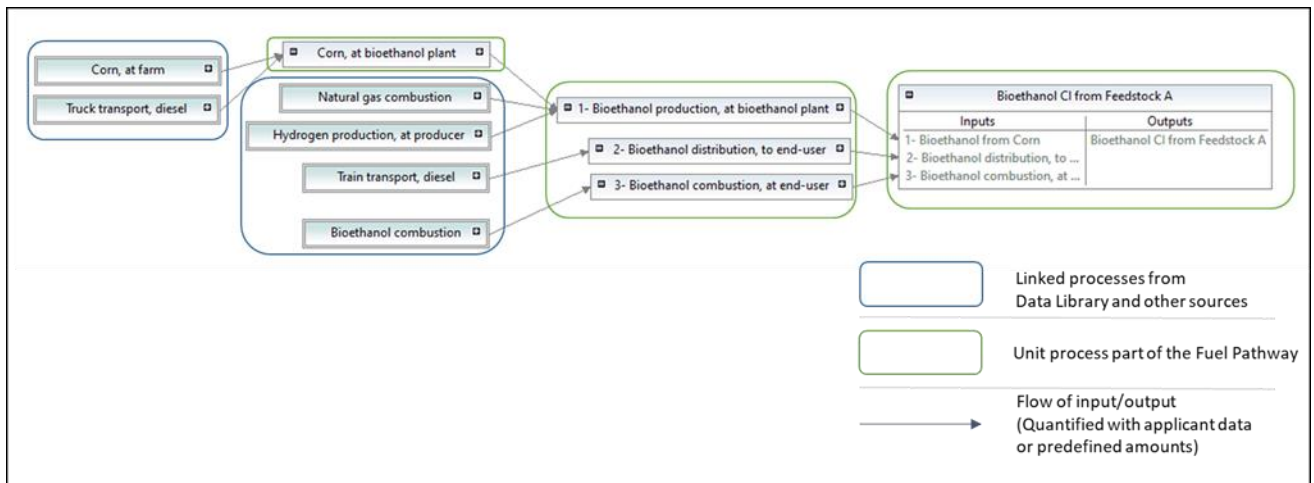 Corn, at farm
Truck transport, diesel
Corn, at bioethanol plant
Natural gas combustion
Hydrogen production, at producer
Train transport, diesel
Bioethanol combustion
1- Bioethanol production, at bioethanol plant
2- Bioethanol distribution, to end-user
3- Bioethanol combustion, at end-user
Bioethanol CI from Feedstock A
Inputs
Outputs
1- Bioethanol from Corn
Bioethanol CI from Feedstock A
2- Bioethanol distribution, to ...
3- Bioethanol combustion, at ...
Linked processes from
Data Library and other sources
Unit process part of the Fuel Pathway
Flow of input/output
(Quantified with applicant data
or predefined amounts)